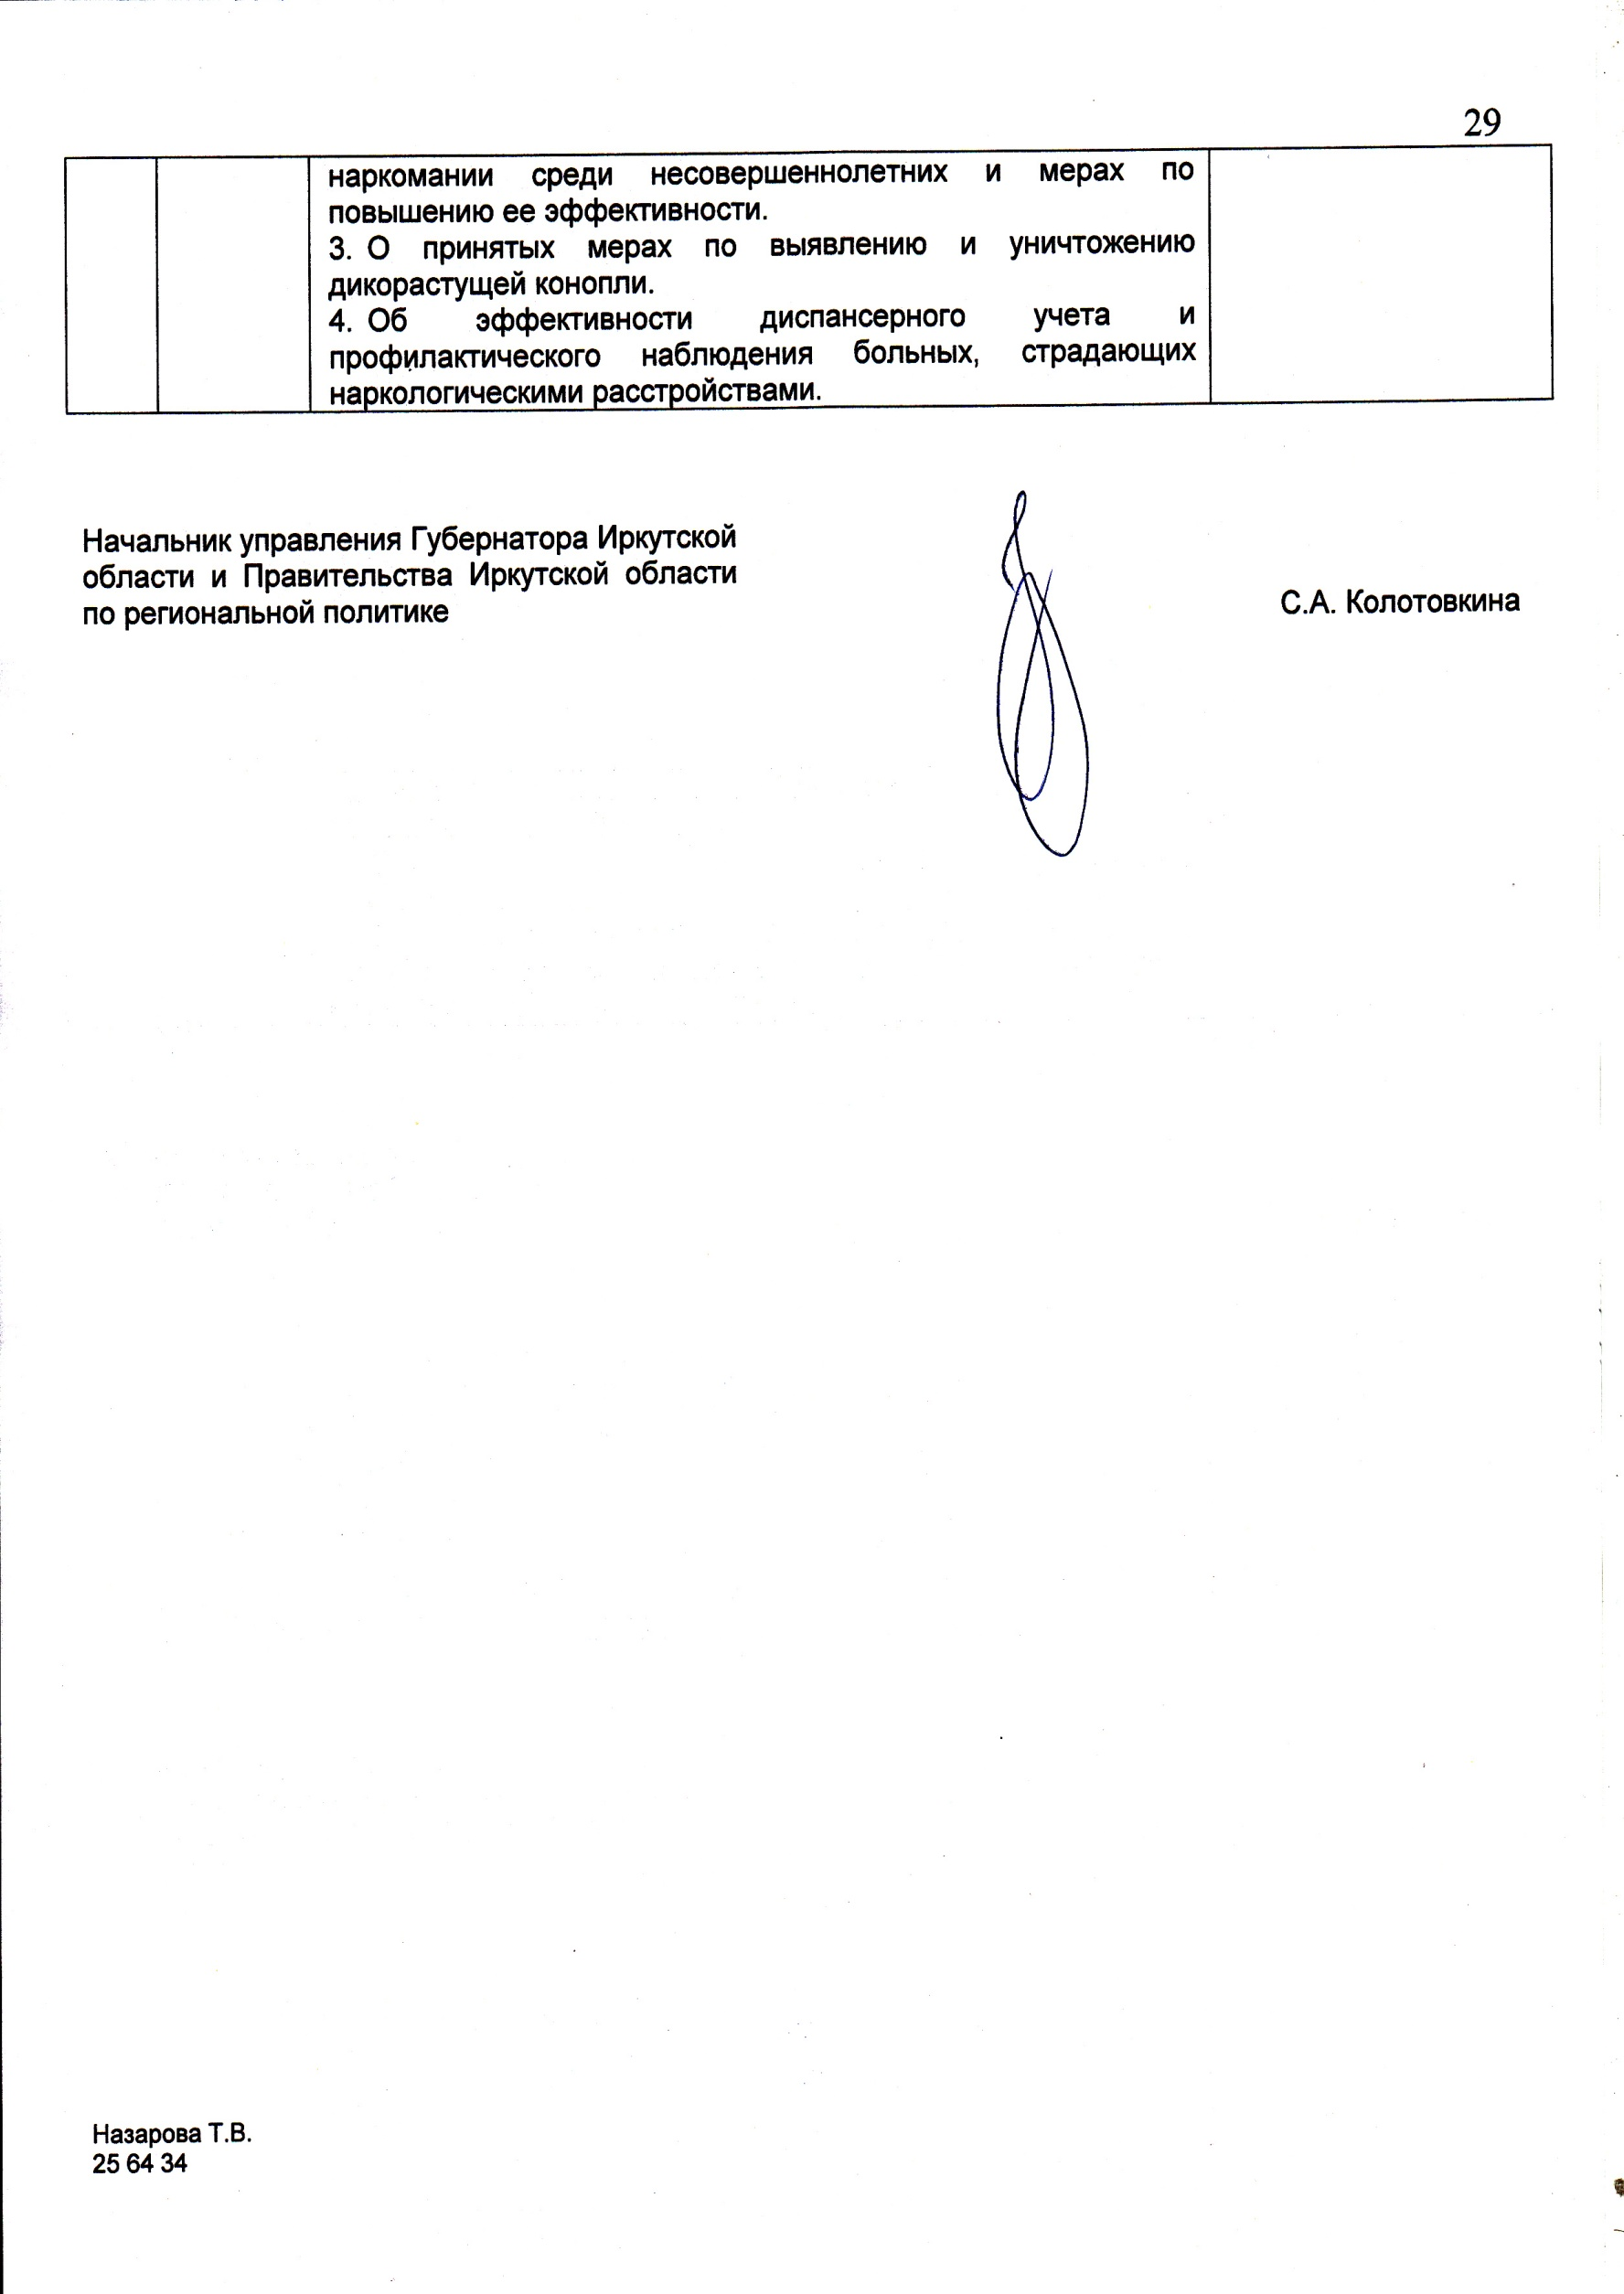 29
наркомании среди несовершеннолетних и мерах по
повышению ее эффективности.
3. О принятых мерах по выявлению и уничтожению
дикорастущей конопли.
4. Об эффективности диспансерного учета и
профилактического наблюдения больных, страдающих
наркологическими расстройствами.
Начальник управления Губернатора Иркутской
области и Правительства Иркутской области
по региональной политике
С.А. Колотовкина
Назарова Т.В.
25 64 34